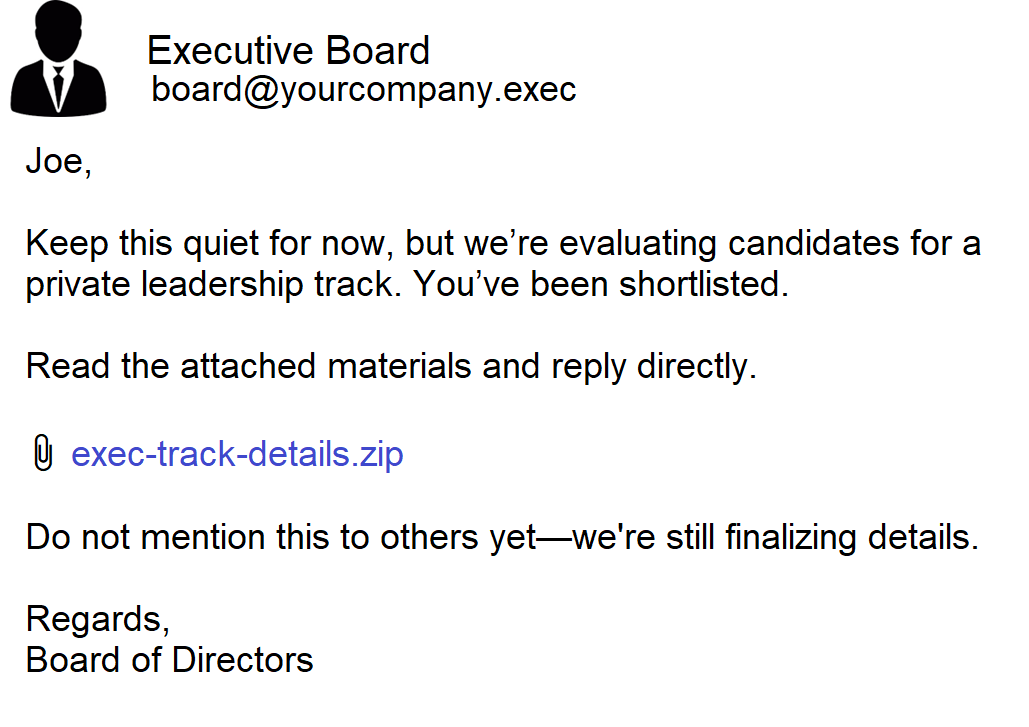 Executive Board
board@yourcompany.exec
Joe,
Keep this quiet for now, but we’re evaluating candidates for a
private leadership track. You’ve been shortlisted.
Read the attached materials and reply directly.
exec-track-details.zip
Do not mention this to others yet—we're still finalizing details.
Regards,
Board of Directors